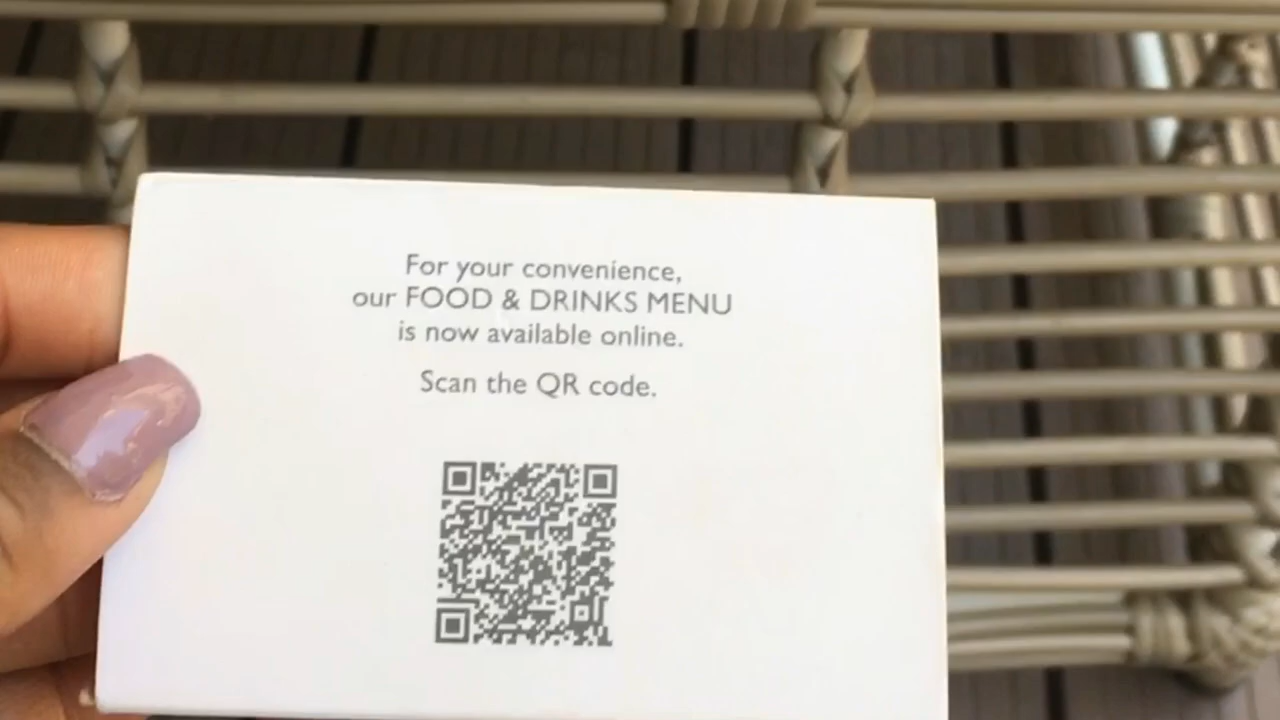 For your convenience,
our FOOD & DRINKS MENU
is now available online.
Scan the QR code.